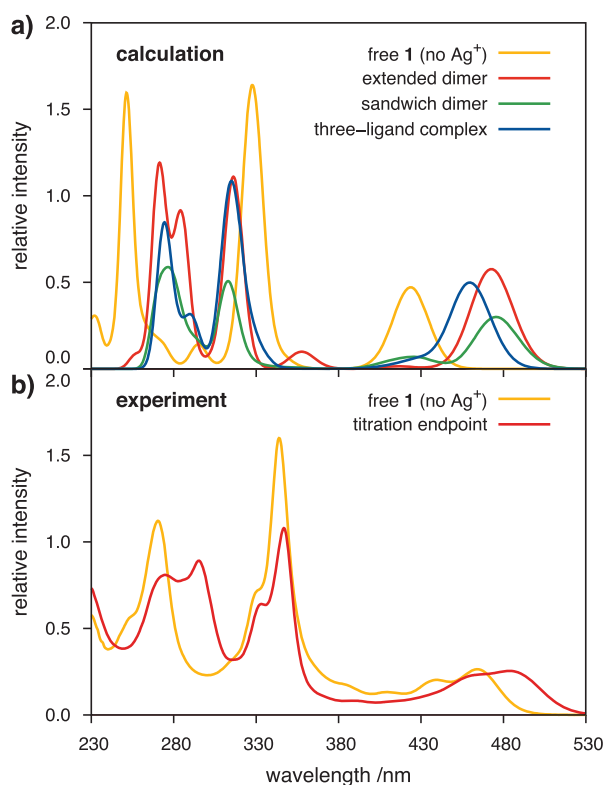 a)
2.0
1.5
1.0
0.5
0.0
relative intensity
calculation
free 1 (no Ag⁺)
extended dimer
sandwich dimer
three−ligand complex
b)
2.0
1.5
1.0
0.5
0.0
relative intensity
experiment
free 1 (no Ag⁺)
titration endpoint
230 280 330 380 430 480 530
wavelength /nm